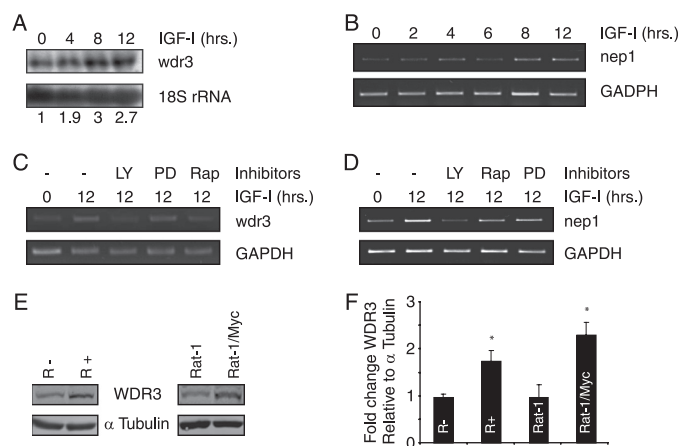 A
0 4 8 12 IGF-I (hrs.)
wdr3
18S rRNA
1 1.9 3 2.7
B
0 2 4 6 8 12 IGF-I (hrs.)
nep1
GADPH
C
- - LY PD Rap Inhibitors
0 12 12 12 12 IGF-I (hrs.)
wdr3
GAPDH
D
- - LY Rap PD Inhibitors
0 12 12 12 12 IGF-I (hrs.)
nep1
GAPDH
E
R - R + Rat-1 Rat-1/Myc
WDR3
α Tubulin
F
Fold change WDR3
Relative to α Tubulin
3
2
1
0
* *
R- R+ Rat-1 Rat-1/Myc